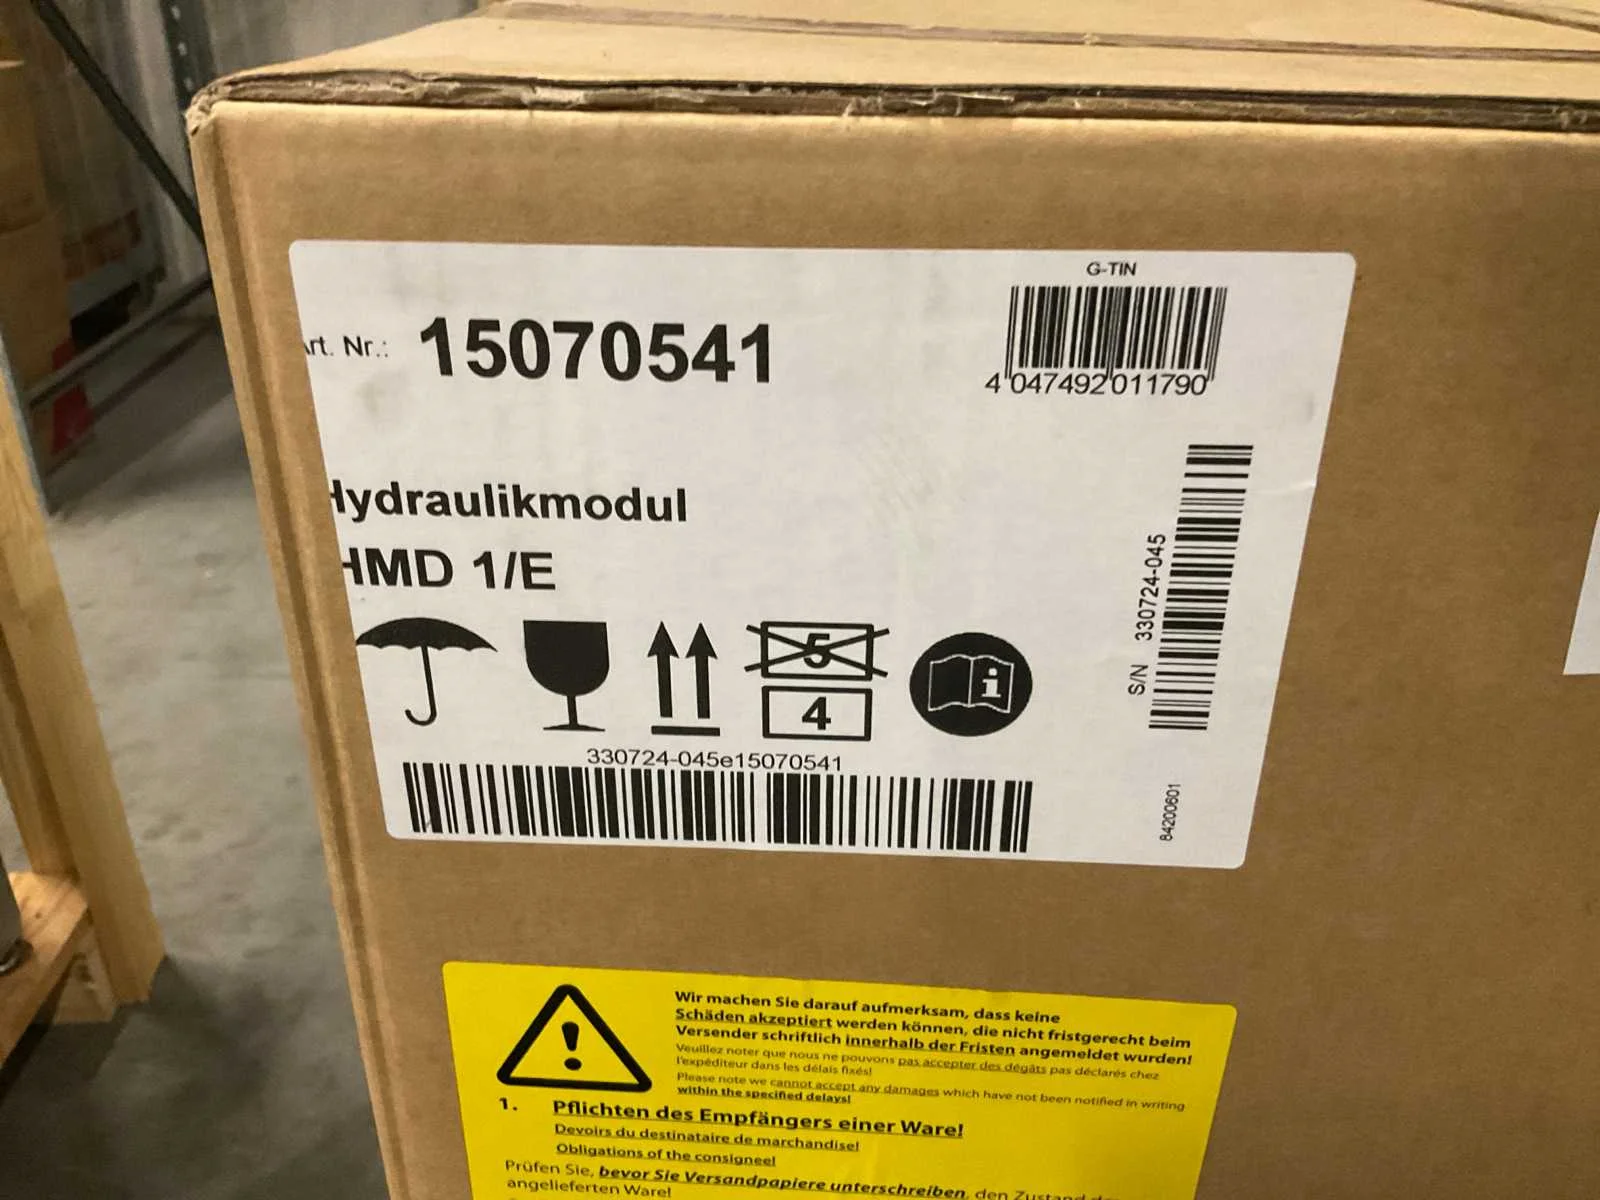 G-TIN
Art. Nr.: 15070541
4 047492 011790
Hydraulikmodul
HMD 1/E
S/N 330724-045
5
4
i
330724-045e15070541
84200601
Wir machen Sie darauf aufmerksam, dass keine
Schäden akzeptiert werden können, die nicht fristgerecht beim
Versender schriftlich innerhalb der Fristen angemeldet wurden!
Veuillez noter que nous ne pouvons pas accepter des dégâts pas déclarés chez
l'expéditeur dans les délais fixés!
Please note we cannot accept any damages which have not been notified in writing
within the specified delays!
1. Pflichten des Empfängers einer Ware!
Devoirs du destinataire de marchandise!
Obligations of the consignee!
Prüfen Sie, bevor Sie Versandpapiere unterschreiben, den Zustand
angelieferten Ware!